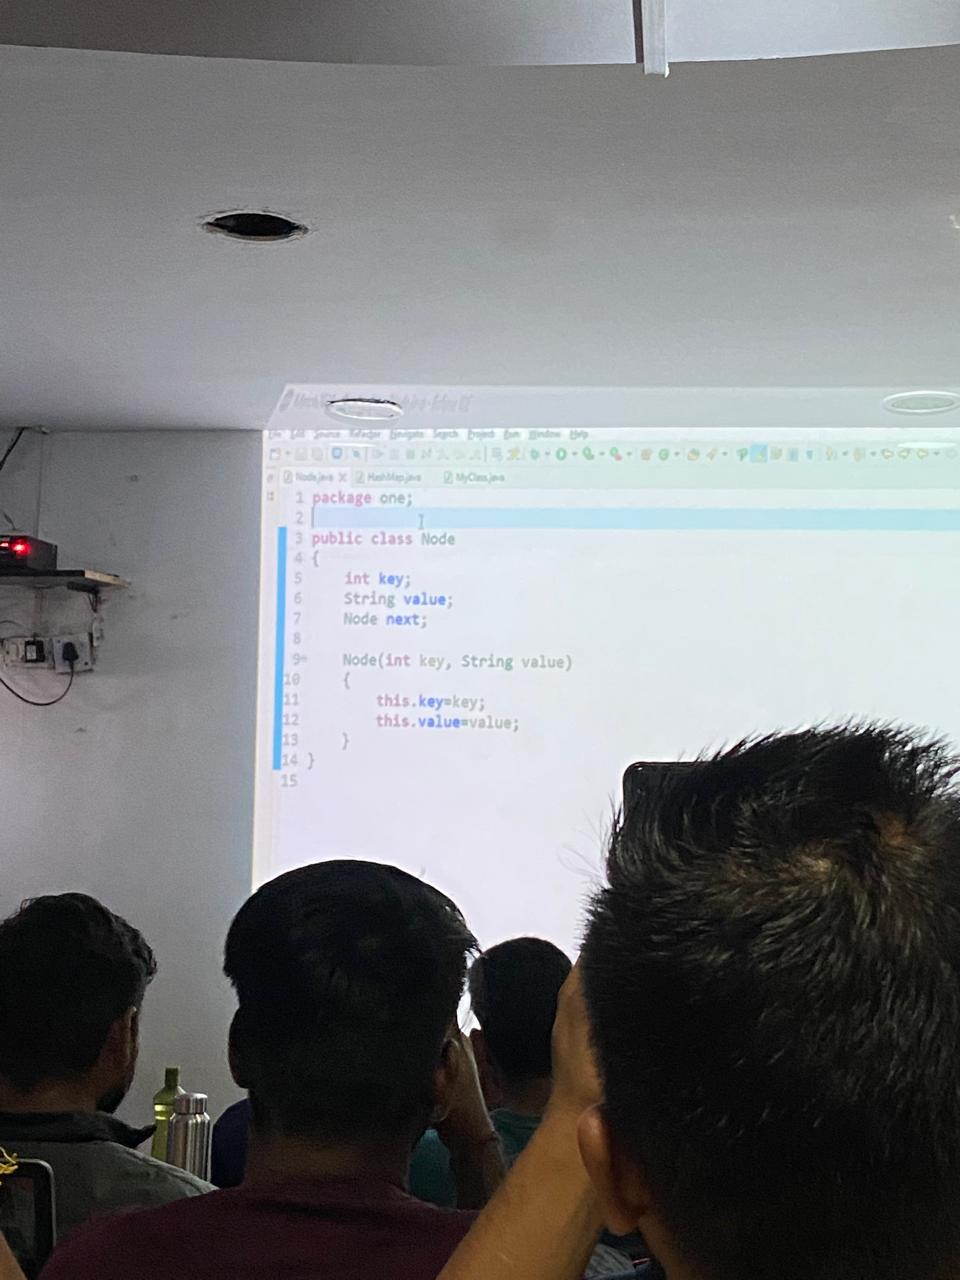 File Edit Source Refactor Navigate Search Project Run Window Help
Node.java HashMap.java MyClass.java
1 package one;
2
3 public class Node
4 {
5 int key;
6 String value;
7 Node next;
8
9 Node(int key, String value)
10 {
11 this.key=key;
12 this.value=value;
13 }
14 }
15